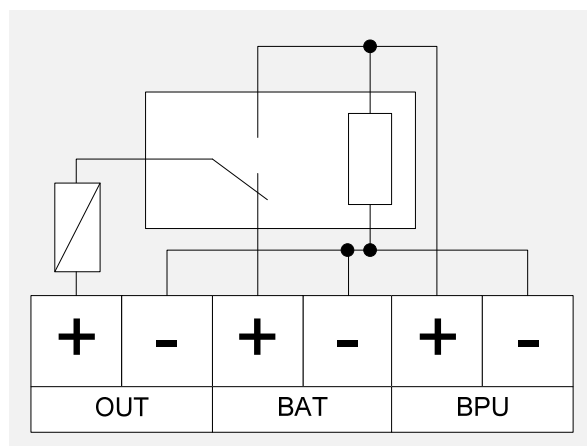 + - + - + -
OUT BAT BPU